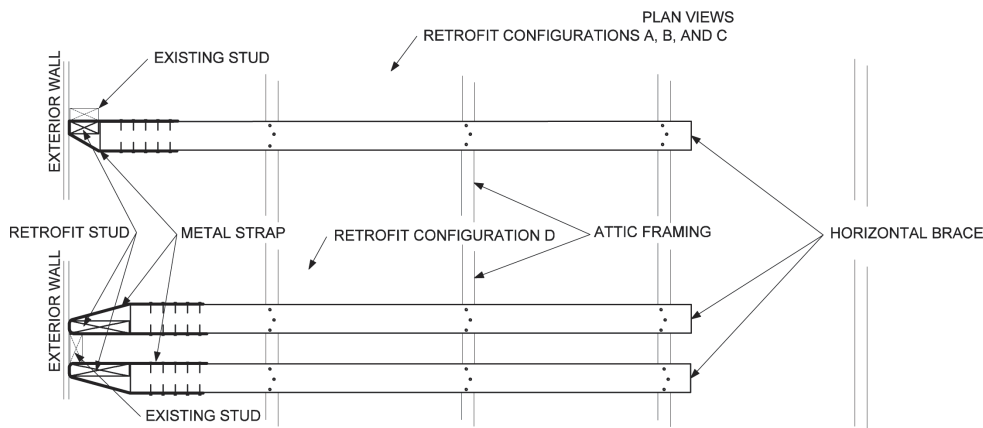 PLAN VIEWS
RETROFIT CONFIGURATIONS A, B, AND C
EXISTING STUD
EXTERIOR WALL
RETROFIT STUD
METAL STRAP
RETROFIT CONFIGURATION D
ATTIC FRAMING
HORIZONTAL BRACE
EXTERIOR WALL
EXISTING STUD